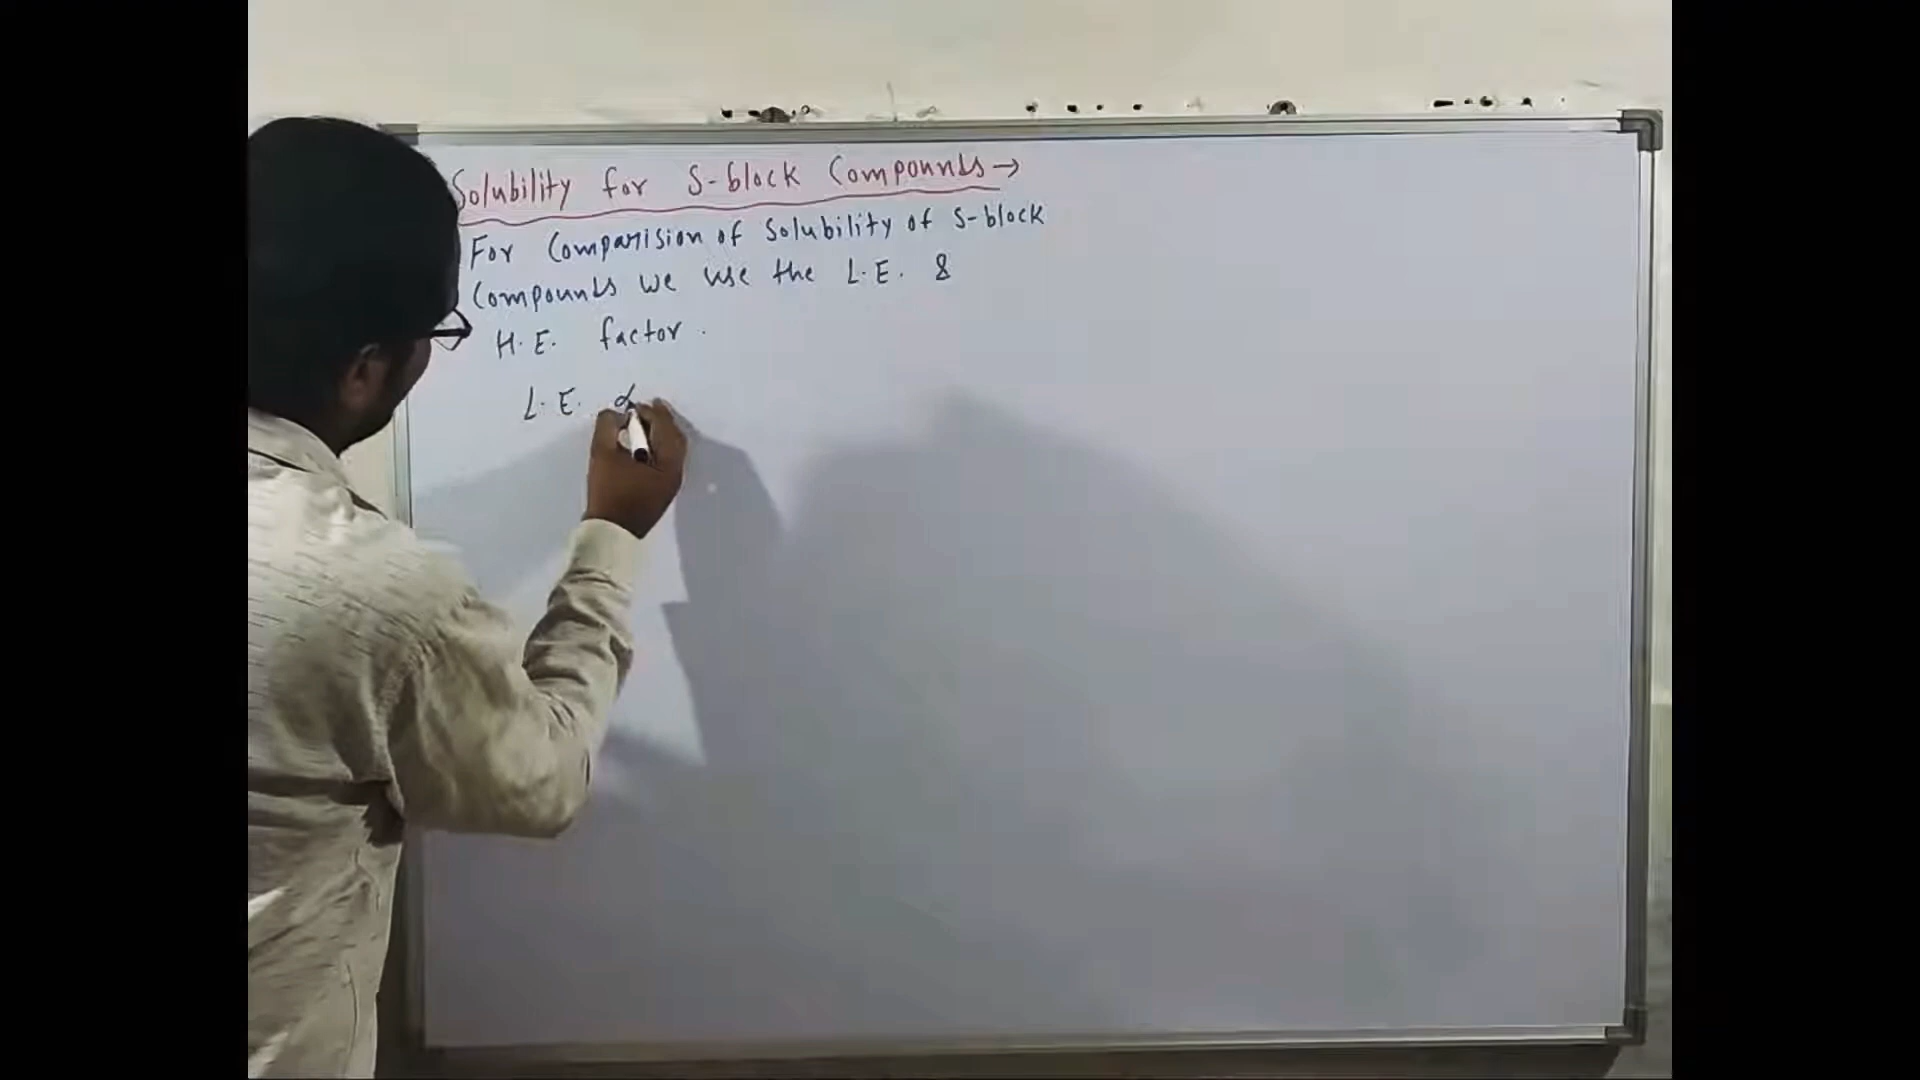 Solubility for S-block Compounds →
For Comparision of Solubility of S-block
Compounds we use the L.E. &
H.E. factor.
L.E. ∝